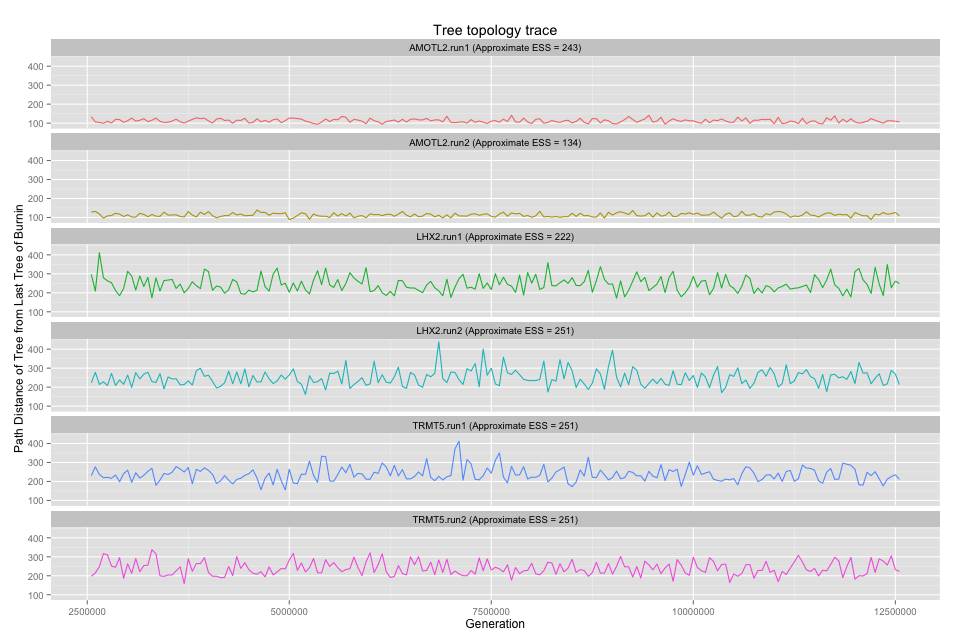 Tree topology trace
AMOTL2.run1 (Approximate ESS = 243)
400
300
200
100
AMOTL2.run2 (Approximate ESS = 134)
400
300
200
100
LHX2.run1 (Approximate ESS = 222)
400
300
200
100
LHX2.run2 (Approximate ESS = 251)
400
300
200
100
TRMT5.run1 (Approximate ESS = 251)
400
300
200
100
TRMT5.run2 (Approximate ESS = 251)
400
300
200
100
Path Distance of Tree from Last Tree of Burnin
2500000 5000000 7500000 10000000 12500000
Generation